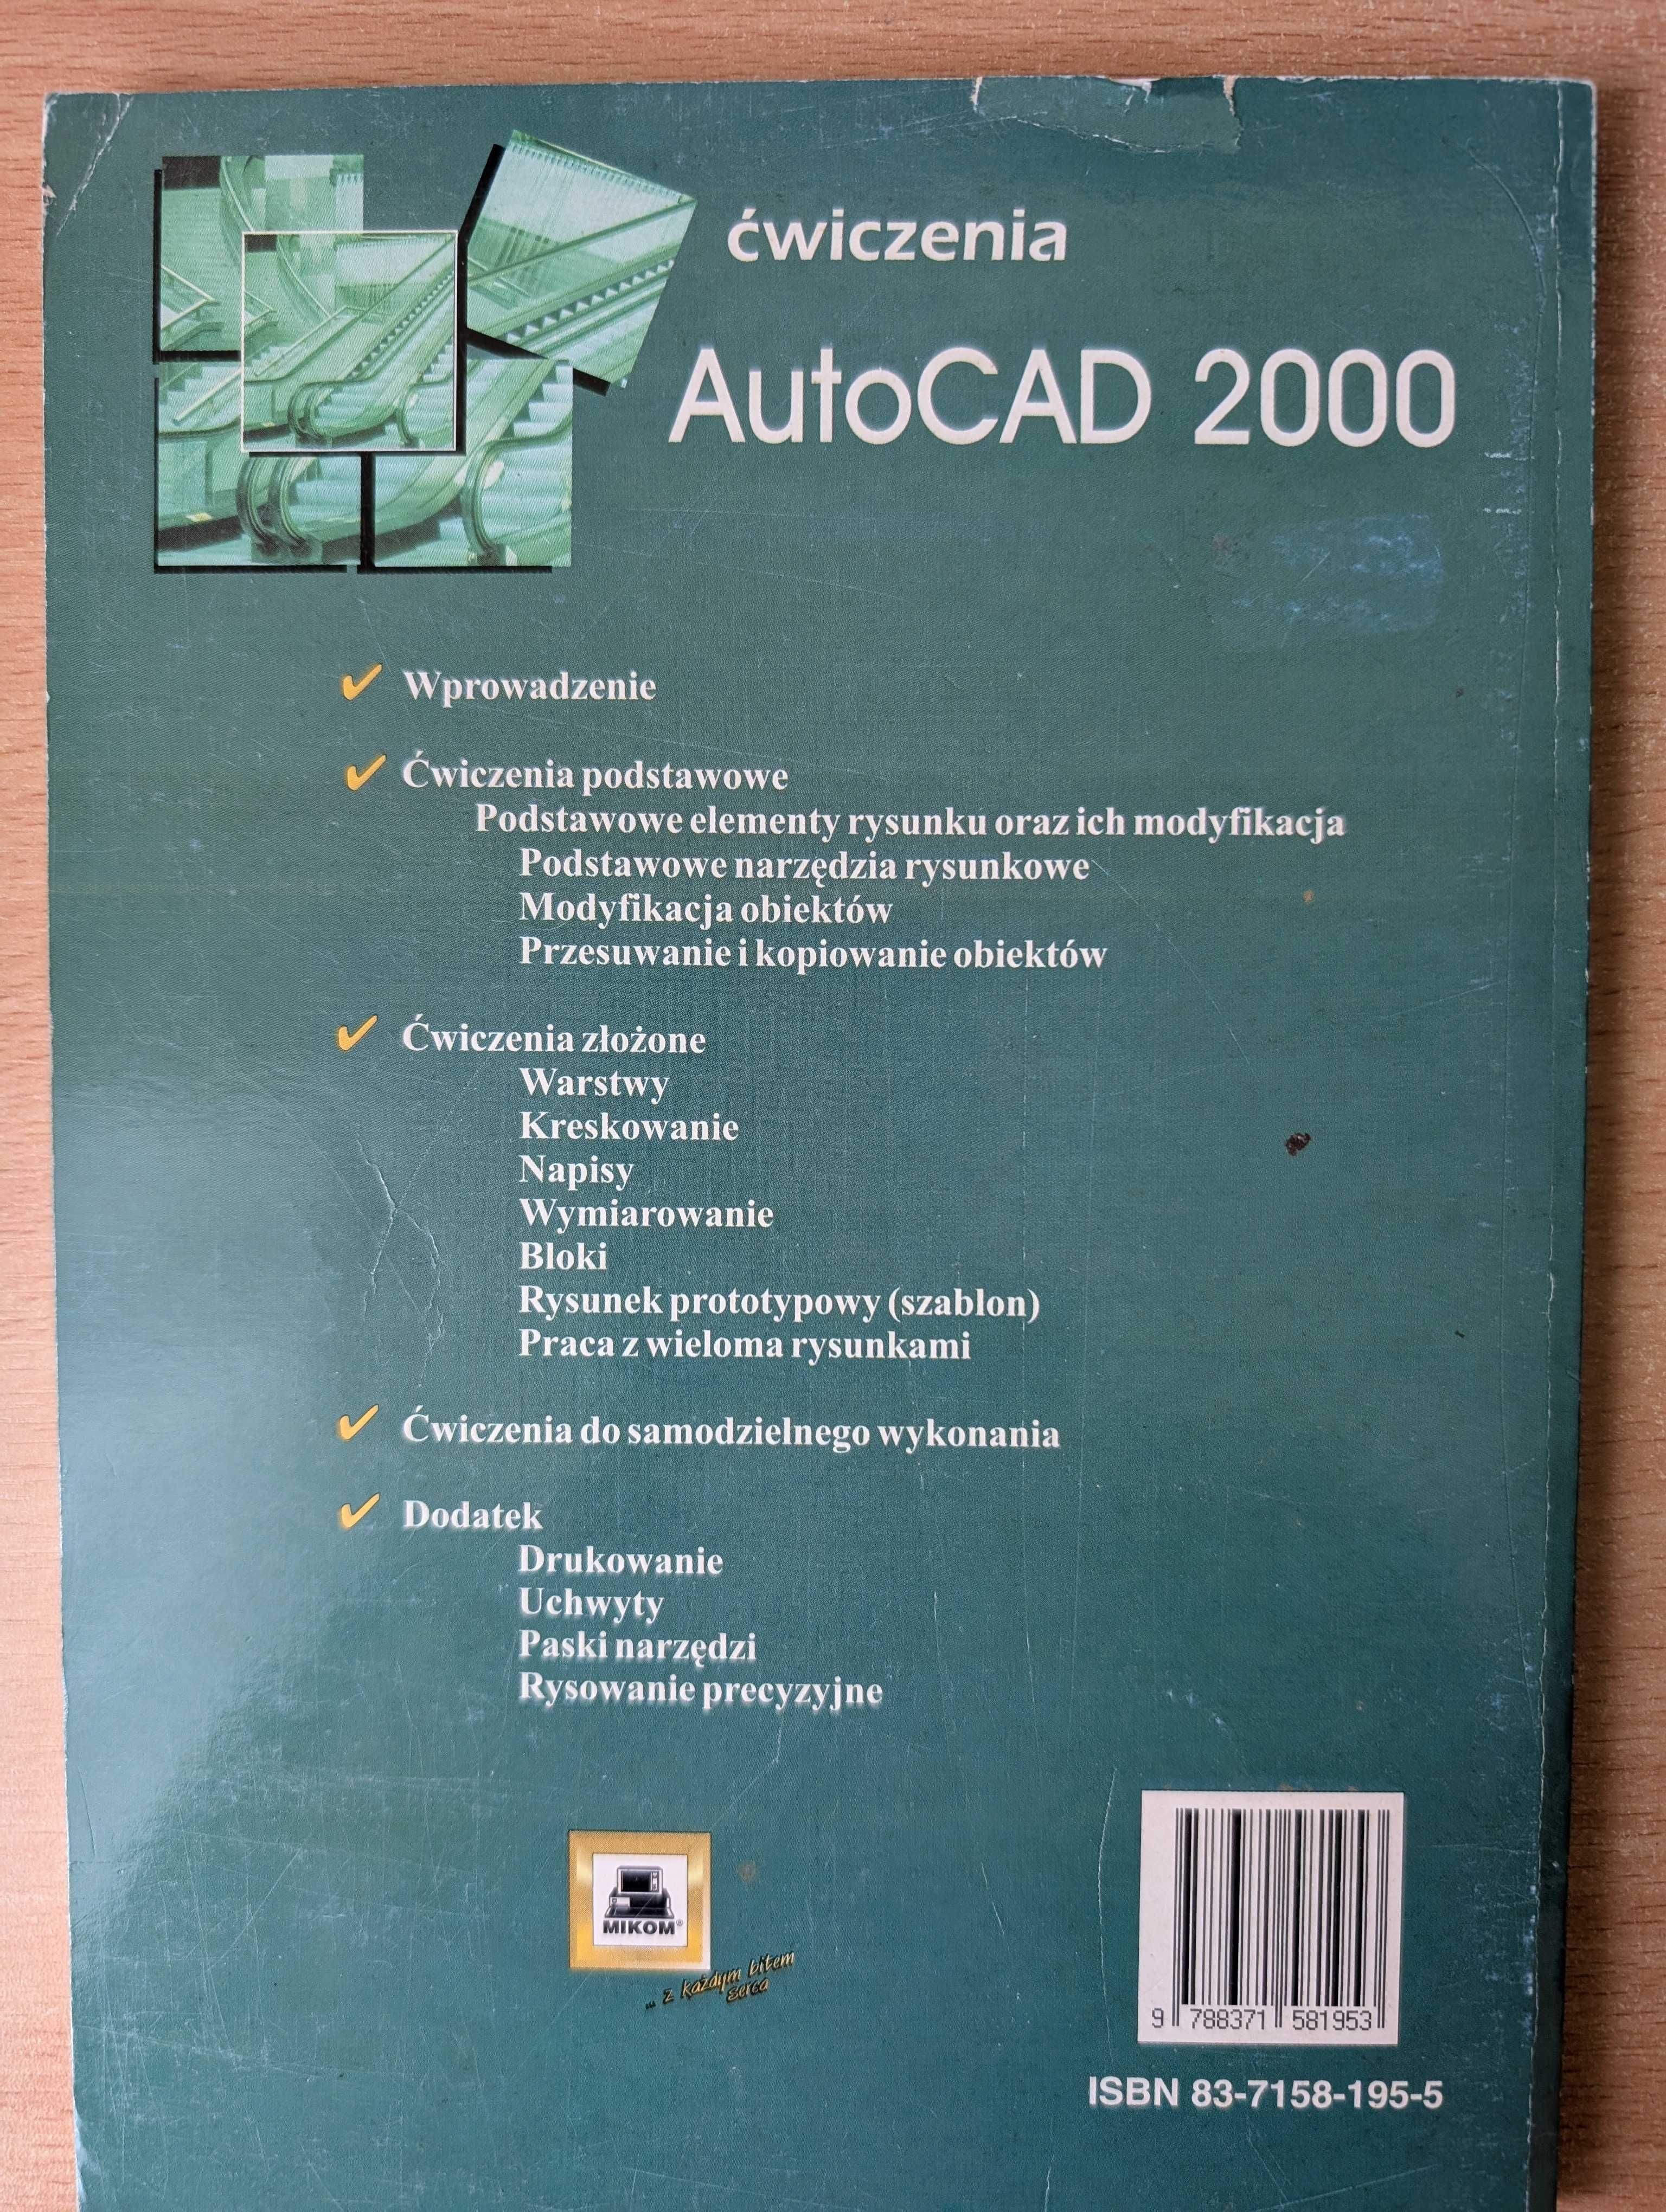 ćwiczenia
AutoCAD 2000
Wprowadzenie
Ćwiczenia podstawowe
Podstawowe elementy rysunku oraz ich modyfikacja
Podstawowe narzędzia rysunkowe
Modyfikacja obiektów
Przesuwanie i kopiowanie obiektów
Ćwiczenia złożone
Warstwy
Kreskowanie
Napisy
Wymiarowanie
Bloki
Rysunek prototypowy (szablon)
Praca z wieloma rysunkami
Ćwiczenia do samodzielnego wykonania
Dodatek
Drukowanie
Uchwyty
Paski narzędzi
Rysowanie precyzyjne
MIKOM®
... z każdym bitem
serca
9 788371 581953
ISBN 83-7158-195-5